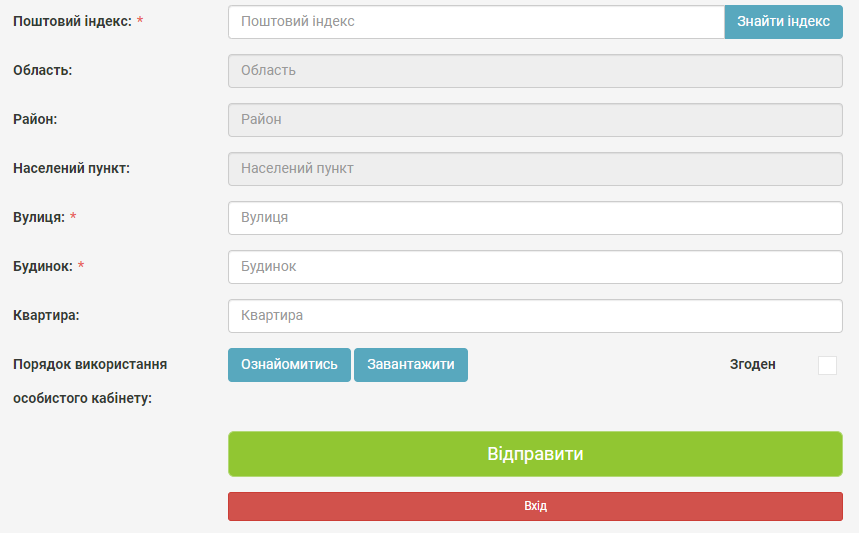 Поштовий індекс: * Поштовий індекс Знайти індекс
Область: Область
Район: Район
Населений пункт: Населений пункт
Вулиця: * Вулиця
Будинок: * Будинок
Квартира: Квартира
Порядок використання Ознайомитись Завантажити Згоден
особистого кабінету:
Відправити
Вхід